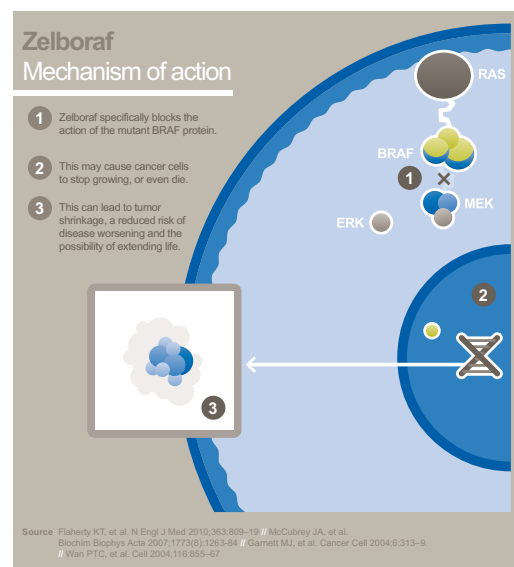 Zelboraf
Mechanism of action
1 Zelboraf specifically blocks the
action of the mutant BRAF protein.
2 This may cause cancer cells
to stop growing, or even die.
3 This can lead to tumor
shrinkage, a reduced risk of
disease worsening and the
possibility of extending life.
RAS
BRAF
1
MEK
ERK
2
3
Source Flaherty KT, et al. N Engl J Med 2010;363:809–19 // McCubrey JA, et al.
Biochim Biophys Acta 2007;1773(8):1263-84 // Garnett MJ, et al. Cancer Cell 2004;6:313–9.
// Wan PTC, et al. Cell 2004;116:855–67